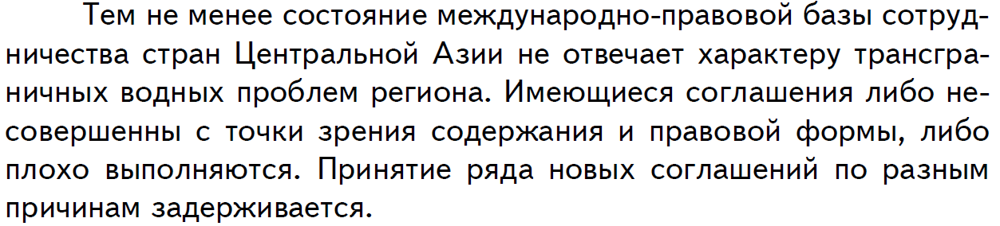 Тем не менее состояние международно-правовой базы сотруд-
ничества стран Центральной Азии не отвечает характеру трансгра-
ничных водных проблем региона. Имеющиеся соглашения либо не-
совершенны с точки зрения содержания и правовой формы, либо
плохо выполняются. Принятие ряда новых соглашений по разным
причинам задерживается.